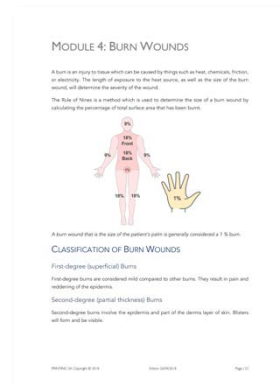 MODULE 4: BURN WOUNDS
A burn is an injury to tissue which can be caused by things such as heat, chemicals, friction,
or electricity. The length of exposure to the heat source, as well as the size of the burn
wound, will determine the severity of the wound.
The Rule of Nines is a method which is used to determine the size of a burn wound by
calculating the percentage of total surface area that has been burnt.
9%
18%
Front
18%
Back
9%
9%
1%
18%
18%
1%
A burn wound that is the size of the patient's palm is generally considered a 1 % burn.
CLASSIFICATION OF BURN WOUNDS
First-degree (superficial) Burns
First-degree burns are considered mild compared to other burns. They result in pain and
reddening of the epidermis.
Second-degree (partial thickness) Burns
Second-degree burns involve the epidermis and part of the dermis layer of skin. Blisters
will form and be visible.